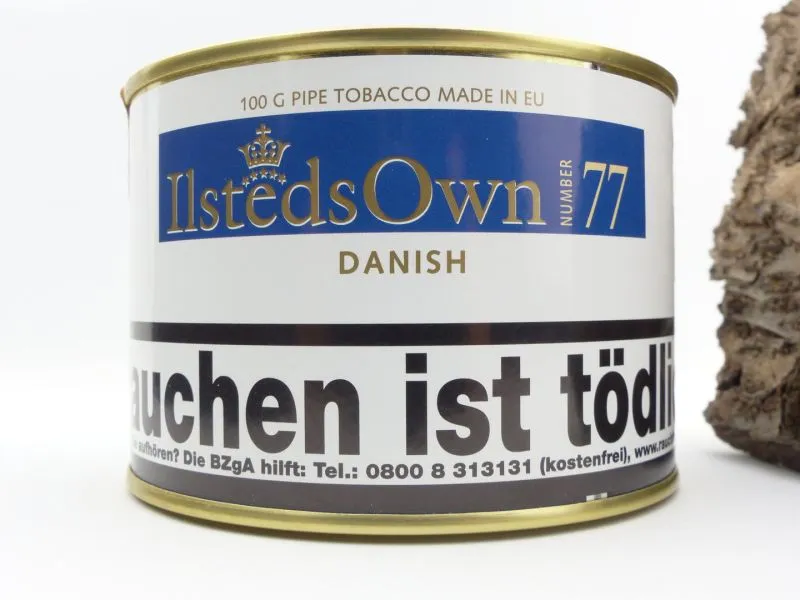 100 G PIPE TOBACCO MADE IN EU
IlstedsOwn NUMBER 77
DANISH
auchen ist tödli
aufhören? Die BZgA hilft: Tel.: 0800 8 313131 (kostenfrei), www.rauc